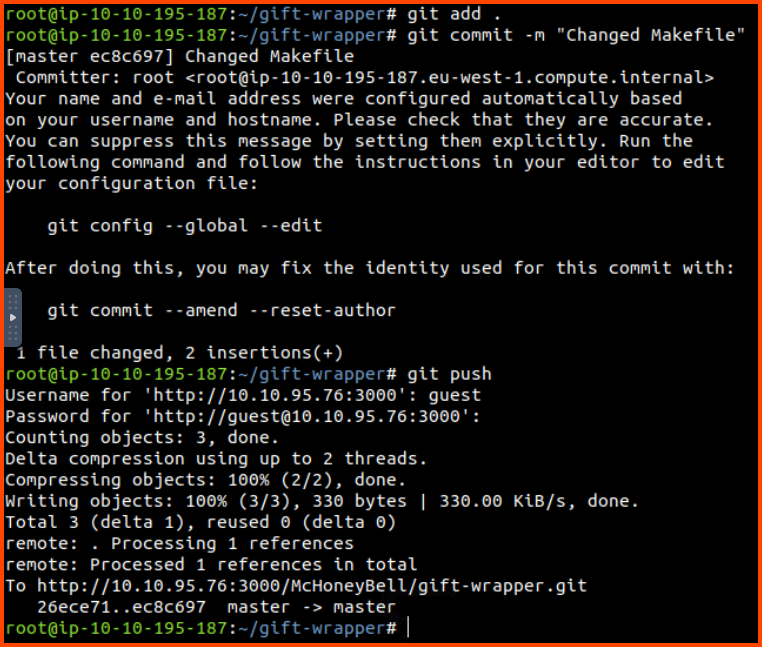 root@ip-10-10-195-187:~/gift-wrapper# git add .
root@ip-10-10-195-187:~/gift-wrapper# git commit -m "Changed Makefile"
[master ec8c697] Changed Makefile
 Committer: root <root@ip-10-10-195-187.eu-west-1.compute.internal>
Your name and e-mail address were configured automatically based
on your username and hostname. Please check that they are accurate.
You can suppress this message by setting them explicitly. Run the
following command and follow the instructions in your editor to edit
your configuration file:
    git config --global --edit
After doing this, you may fix the identity used for this commit with:
    git commit --amend --reset-author
 1 file changed, 2 insertions(+)
root@ip-10-10-195-187:~/gift-wrapper# git push
Username for 'http://10.10.95.76:3000': guest
Password for 'http://guest@10.10.95.76:3000':
Counting objects: 3, done.
Delta compression using up to 2 threads.
Compressing objects: 100% (2/2), done.
Writing objects: 100% (3/3), 330 bytes | 330.00 KiB/s, done.
Total 3 (delta 1), reused 0 (delta 0)
remote: . Processing 1 references
remote: Processed 1 references in total
To http://10.10.95.76:3000/McHoneyBell/gift-wrapper.git
   26ece71..ec8c697  master -> master
root@ip-10-10-195-187:~/gift-wrapper#